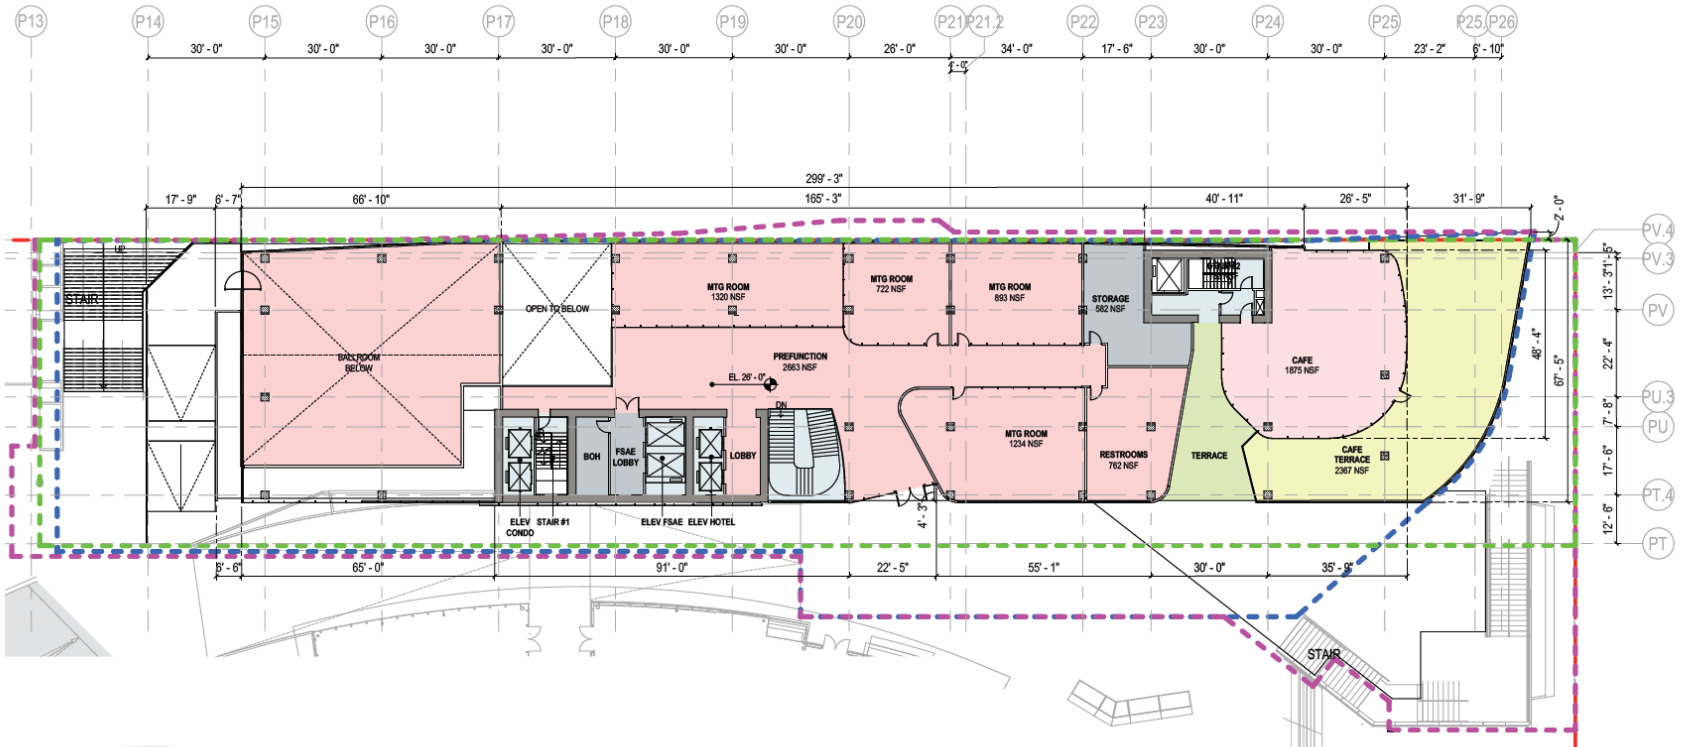 P13 P14 P15 P16 P17 P18 P19 P20 P21 P21.2 P22 P23 P24 P25 P25. P26
30' - 0" 30' - 0" 30' - 0" 30' - 0" 30' - 0" 30' - 0" 26' - 0" 34' - 0" 17' - 6" 30' - 0" 30' - 0" 23' - 2" 6' - 10"
4' - 0"
299' - 3"
17' - 9" 6' - 7" 66' - 10" 165' - 3" 40' - 11" 26' - 5" 31' - 9"
2' - 0"
PV.4
PV.3
PV
PU.3
PU
PT.4
PT
13' - 3"
22' - 4"
7' - 8"
17' - 6"
12' - 6"
48' - 4"
67' - 5"
UP
STAIR
BALLROOM
BELOW
OPEN TO BELOW
MTG ROOM
1320 NSF
MTG ROOM
722 NSF
MTG ROOM
893 NSF
STORAGE
582 NSF
PREFUNCTION
2663 NSF
EL. 26' - 0"
CAFE
1875 NSF
DN
MTG ROOM
1234 NSF
RESTROOMS
762 NSF
TERRACE
CAFE
TERRACE
2367 NSF
BOH
FSAE
LOBBY
LOBBY
ELEV
CONDO
STAIR #1
ELEV FSAE
ELEV HOTEL
4' - 3"
6' - 6" 65' - 0" 91' - 0" 22' - 5" 55' - 1" 30' - 0" 35' - 9"
STAIR